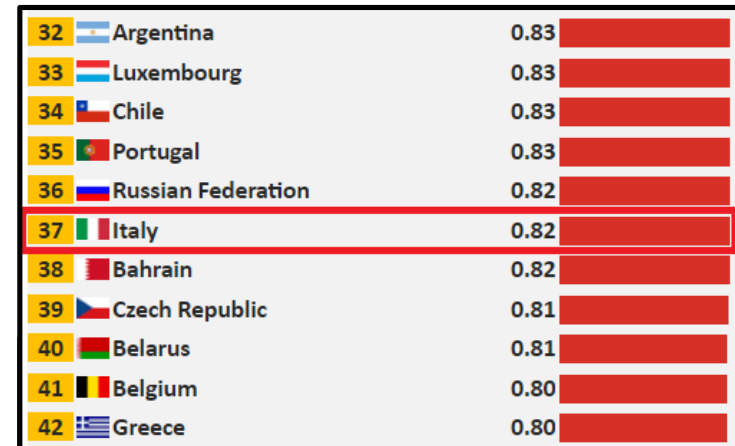 32 Argentina 0.83
33 Luxembourg 0.83
34 Chile 0.83
35 Portugal 0.83
36 Russian Federation 0.82
37 Italy 0.82
38 Bahrain 0.82
39 Czech Republic 0.81
40 Belarus 0.81
41 Belgium 0.80
42 Greece 0.80